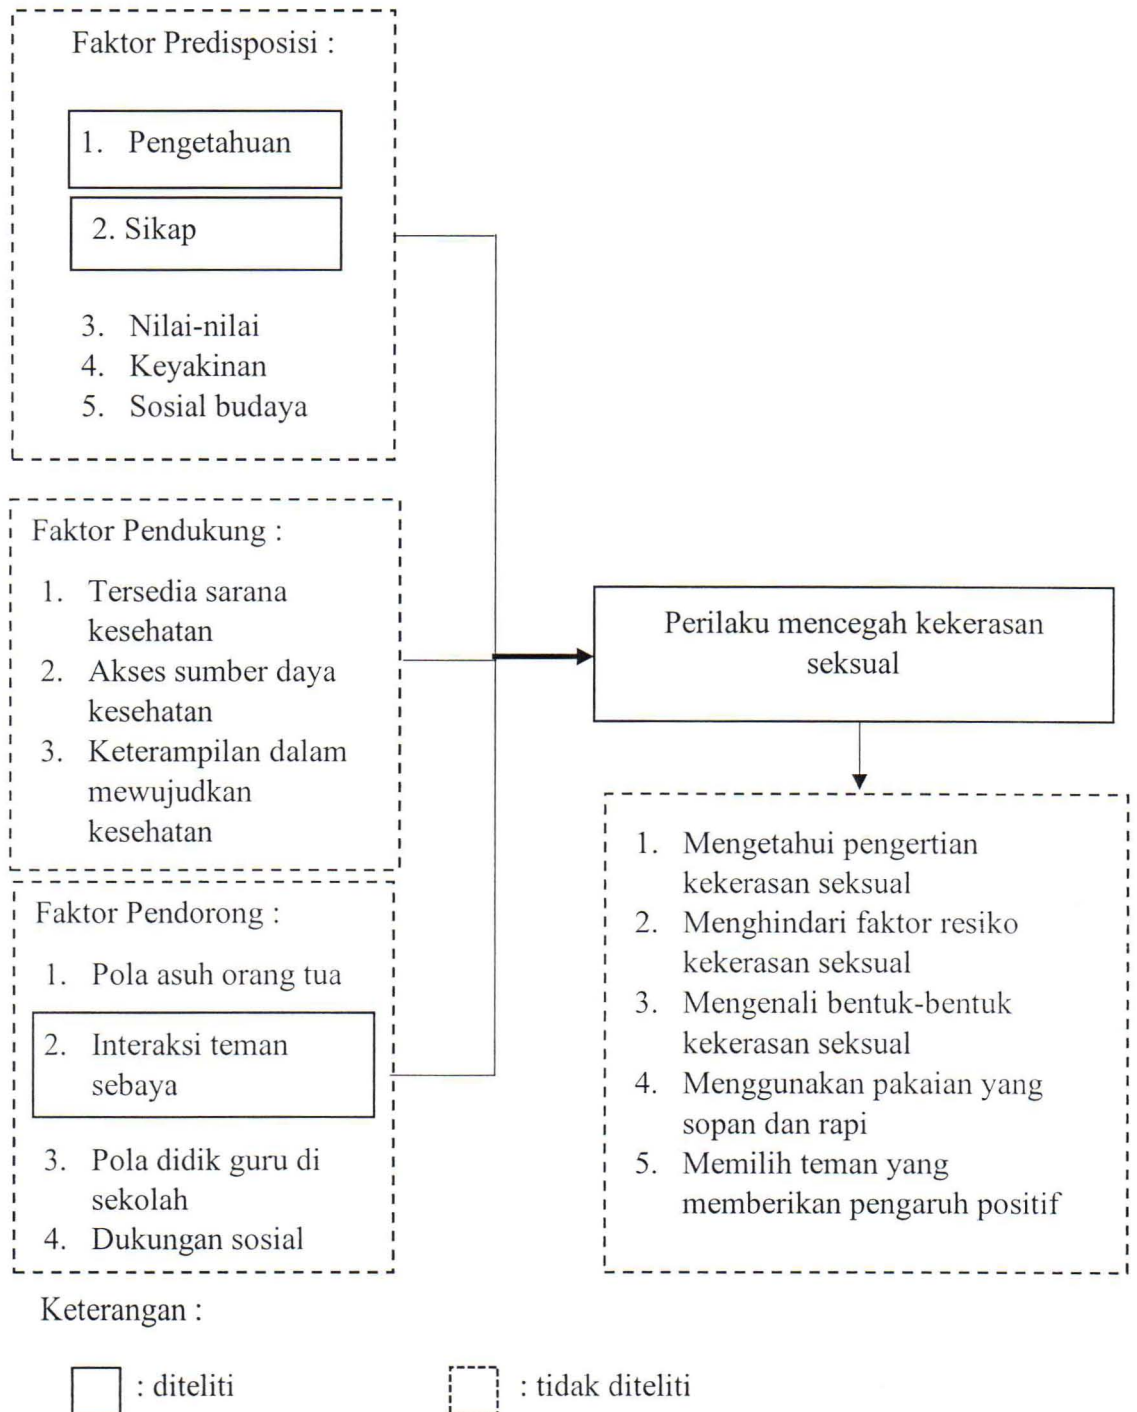 Faktor Predisposisi :
1. Pengetahuan
2. Sikap
3. Nilai-nilai
4. Keyakinan
5. Sosial budaya
Faktor Pendukung :
1. Tersedia sarana
kesehatan
2. Akses sumber daya
kesehatan
3. Keterampilan dalam
mewujudkan
kesehatan
Faktor Pendorong :
1. Pola asuh orang tua
2. Interaksi teman
sebaya
3. Pola didik guru di
sekolah
4. Dukungan sosial
Perilaku mencegah kekerasan
seksual
1. Mengetahui pengertian
kekerasan seksual
2. Menghindari faktor resiko
kekerasan seksual
3. Mengenali bentuk-bentuk
kekerasan seksual
4. Menggunakan pakaian yang
sopan dan rapi
5. Memilih teman yang
memberikan pengaruh positif
Keterangan :
: diteliti
: tidak diteliti